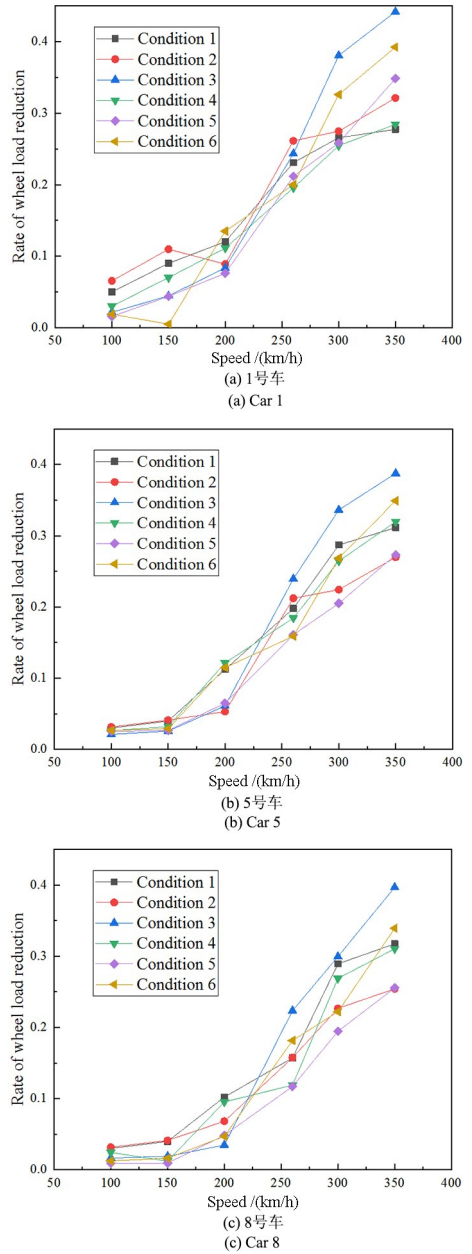 0.4
0.3
0.2
0.1
0.0
Rate of wheel load reduction
Condition 1
Condition 2
Condition 3
Condition 4
Condition 5
Condition 6
50 100 150 200 250 300 350 400
Speed /(km/h)
(a) 1号车
(a) Car 1
0.4
0.3
0.2
0.1
0.0
Rate of wheel load reduction
Condition 1
Condition 2
Condition 3
Condition 4
Condition 5
Condition 6
50 100 150 200 250 300 350 400
Speed /(km/h)
(b) 5号车
(b) Car 5
0.4
0.3
0.2
0.1
0.0
Rate of wheel load reduction
Condition 1
Condition 2
Condition 3
Condition 4
Condition 5
Condition 6
50 100 150 200 250 300 350 400
Speed /(km/h)
(c) 8号车
(c) Car 8